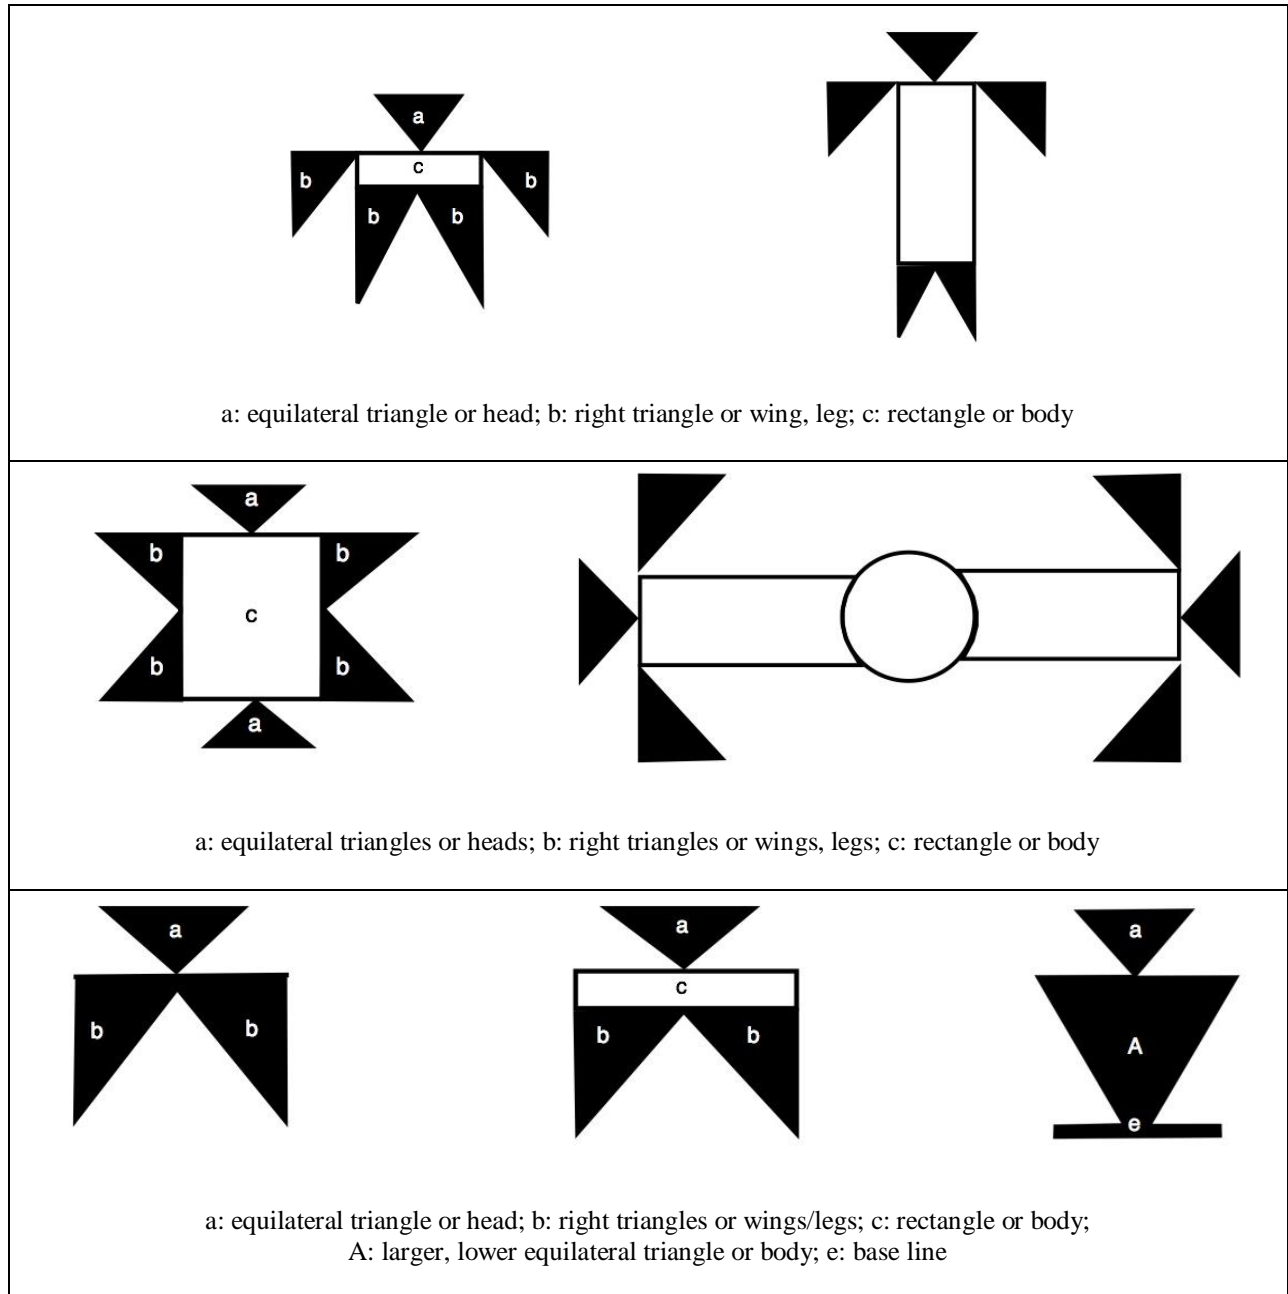 a
c
b
b
b
b
a: equilateral triangle or head; b: right triangle or wing, leg; c: rectangle or body
a
b
b
c
b
b
a
a: equilateral triangles or heads; b: right triangles or wings, legs; c: rectangle or body
a
b
b
a
c
b
b
a
A
e
a: equilateral triangle or head; b: right triangles or wings/legs; c: rectangle or body;
A: larger, lower equilateral triangle or body; e: base line